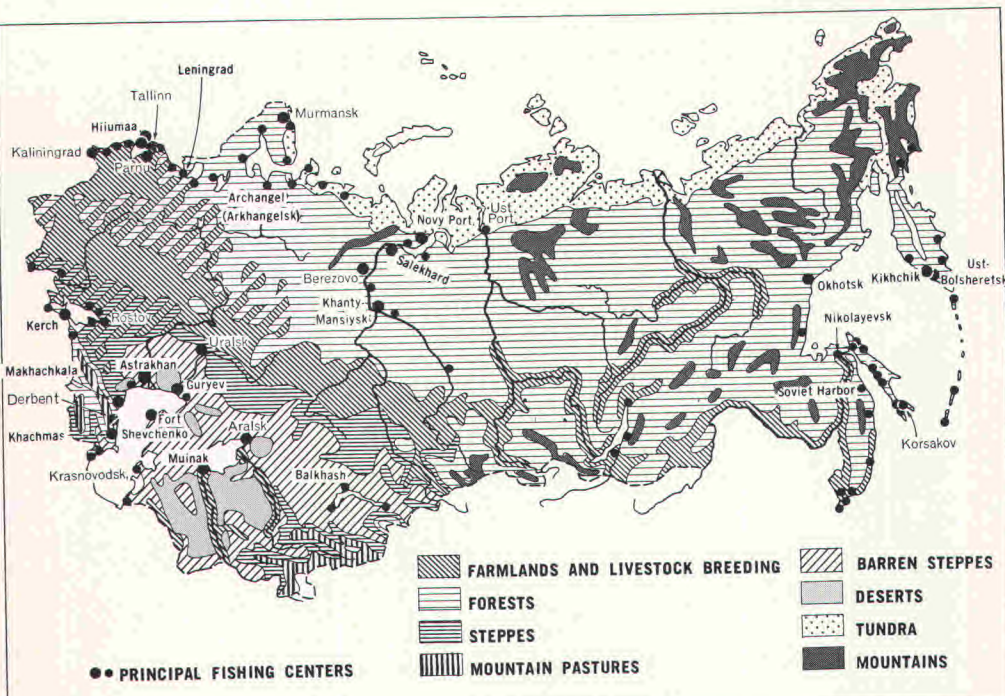 Leningrad
Tallinn
Hiiumaa
Kaliningrad
Parnu
Murmansk
Archangel
(Arkhangelsk)
Novy Port
Ust
Port
Salekhard
Berezovo
Khanty-
Mansiysk
Okhotsk
Kikhchik
Ust-
Bolsheretsk
Nikolayevsk
Soviet Harbor
Korsakov
Kerch
Rostov
Uralsk
Makhachkala
Astrakhan
Derbent
Guryev
Khachmas
Fort
Shevchenko
Aralsk
Krasnovodsk
Muinak
Balkhash
FARMLANDS AND LIVESTOCK BREEDING
FORESTS
STEPPES
MOUNTAIN PASTURES
BARREN STEPPES
DESERTS
TUNDRA
MOUNTAINS
PRINCIPAL FISHING CENTERS